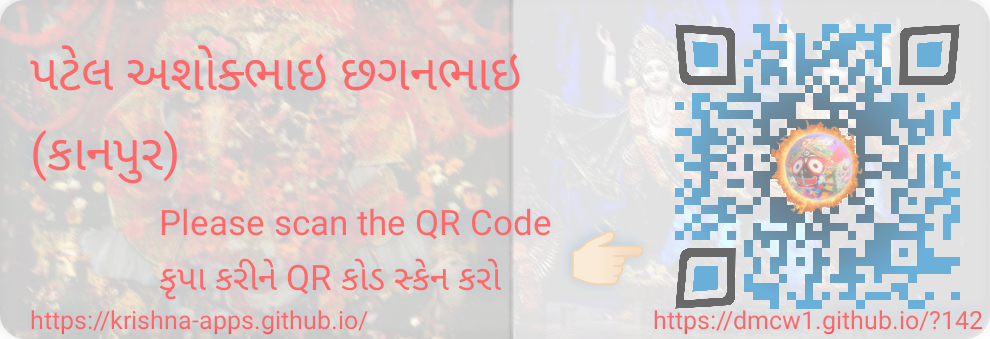 પટેલ અશોક્ભાઇ છગનભાઇ
(કાનપુર)
Please scan the QR Code
કૃપા કરીને QR કોડ સ્કેન કરો
https://krishna-apps.github.io/
https://dmcw1.github.io/?142